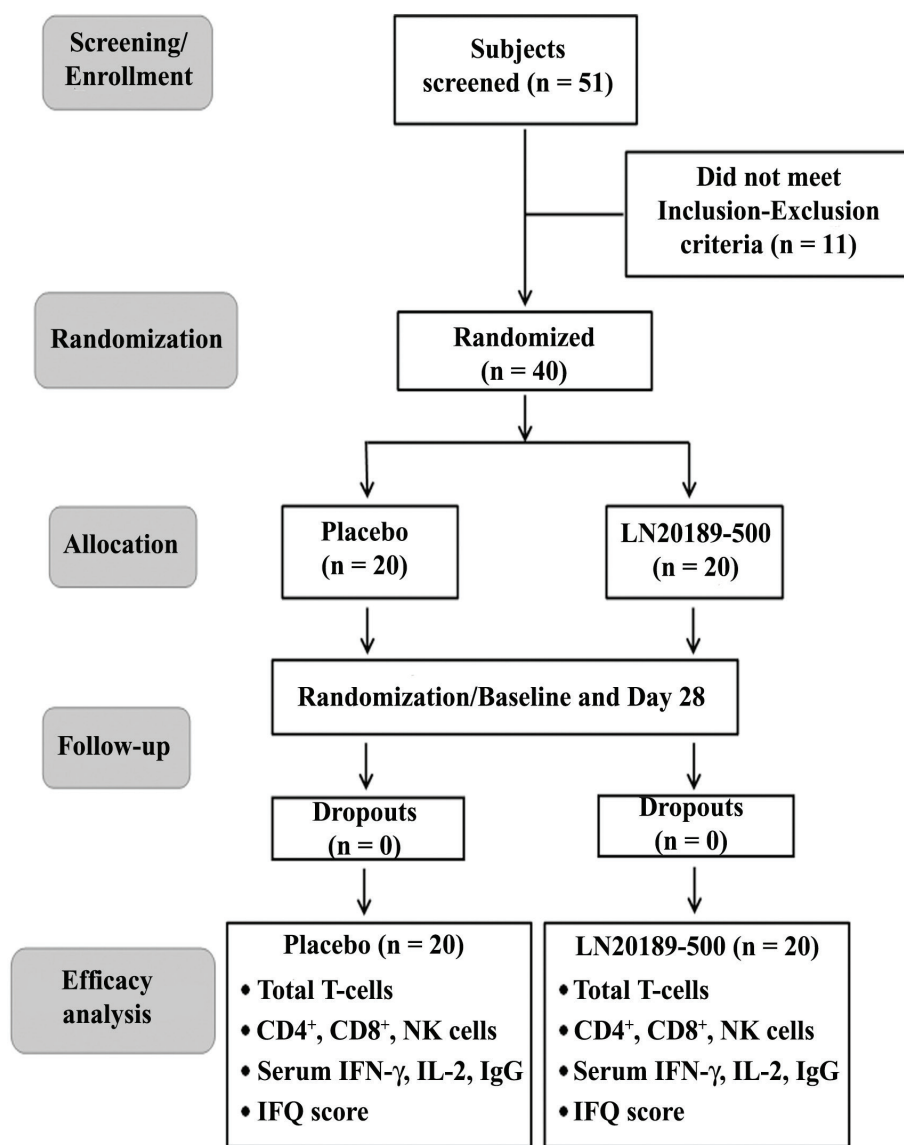 Screening/
Enrollment
Subjects
screened (n = 51)
Did not meet
Inclusion-Exclusion
criteria (n = 11)
Randomization
Randomized
(n = 40)
Allocation
Placebo
(n = 20)
LN20189-500
(n = 20)
Follow-up
Randomization/Baseline and Day 28
Dropouts
(n = 0)
Dropouts
(n = 0)
Efficacy
analysis
Placebo (n = 20)
• Total T-cells
• CD4⁺, CD8⁺, NK cells
• Serum IFN-γ, IL-2, IgG
• IFQ score
LN20189-500 (n = 20)
• Total T-cells
• CD4⁺, CD8⁺, NK cells
• Serum IFN-γ, IL-2, IgG
• IFQ score